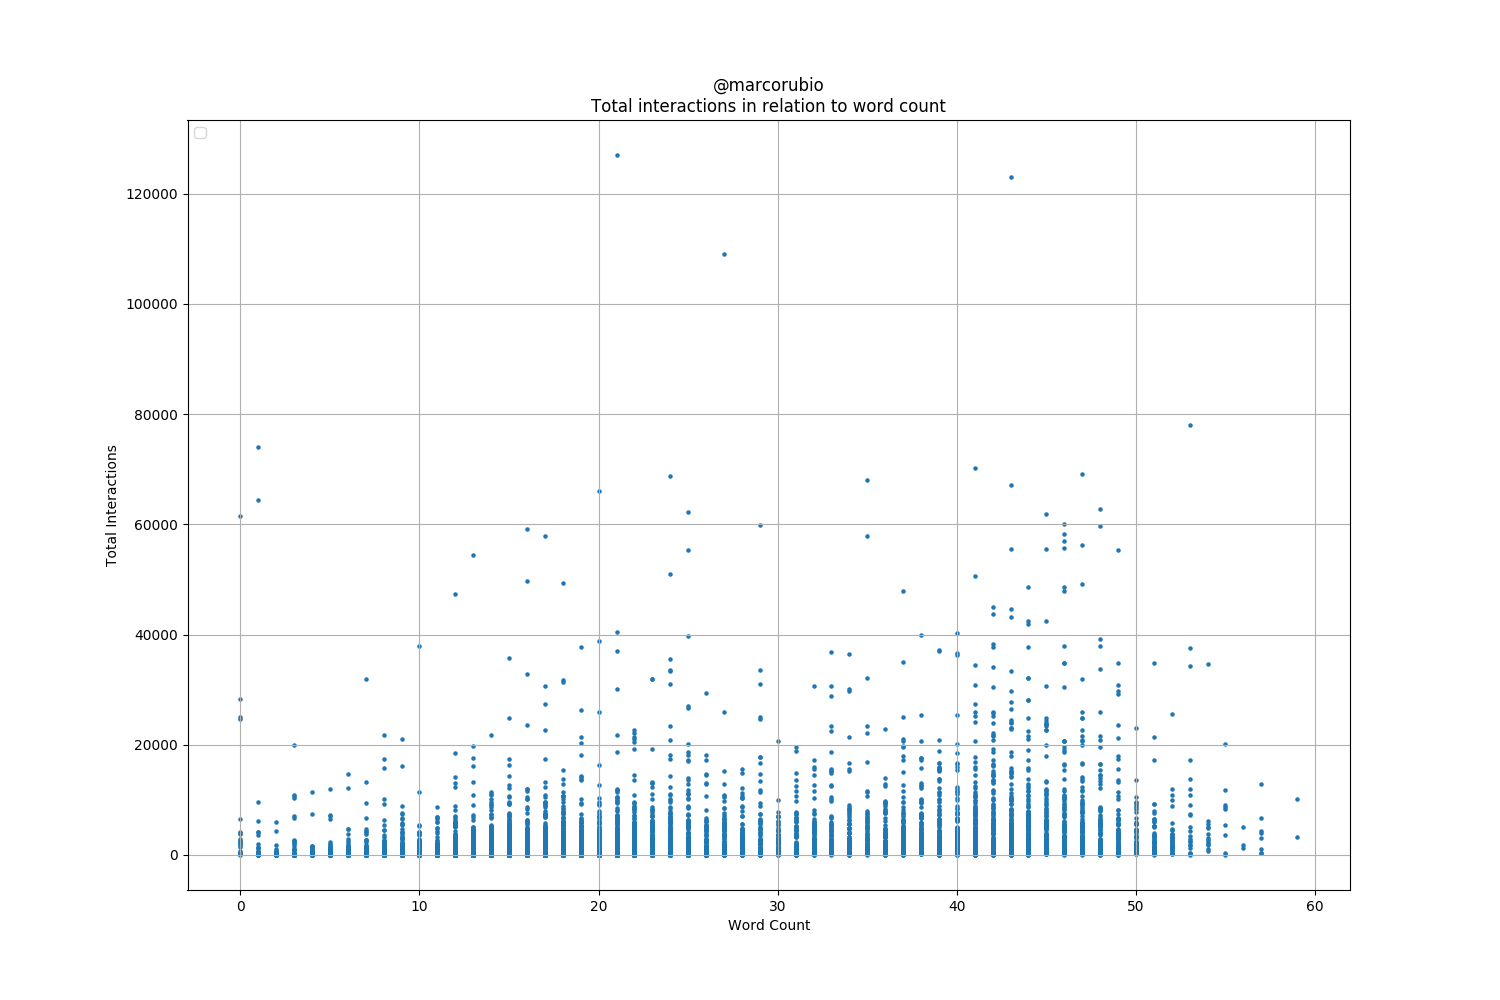 @marcorubio
Total interactions in relation to word count
120000
100000
80000
60000
40000
20000
0
Total Interactions
0 10 20 30 40 50 60
Word Count